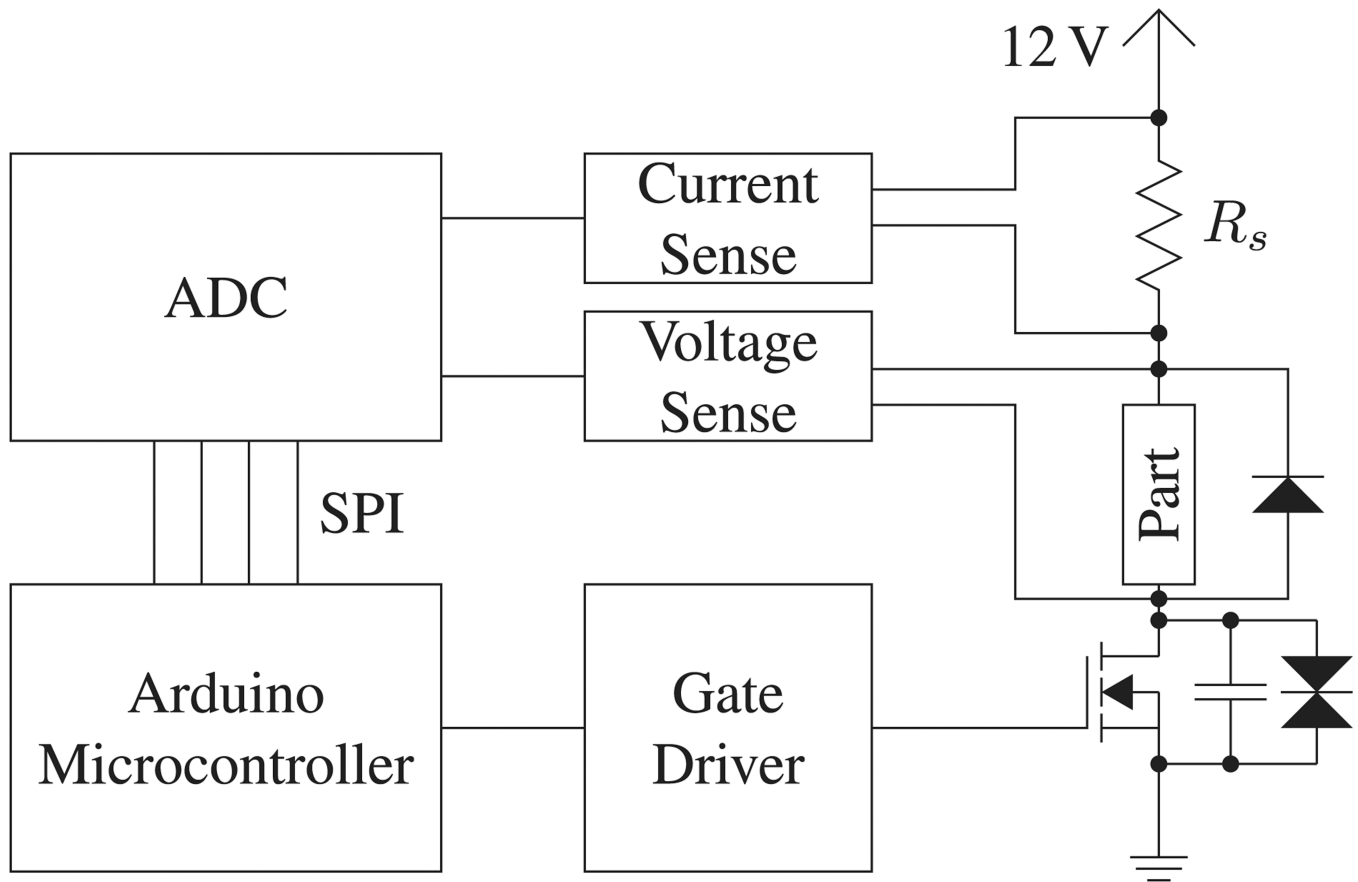 12 V
Current
Sense
R_s
ADC
Voltage
Sense
Part
SPI
Arduino
Microcontroller
Gate
Driver